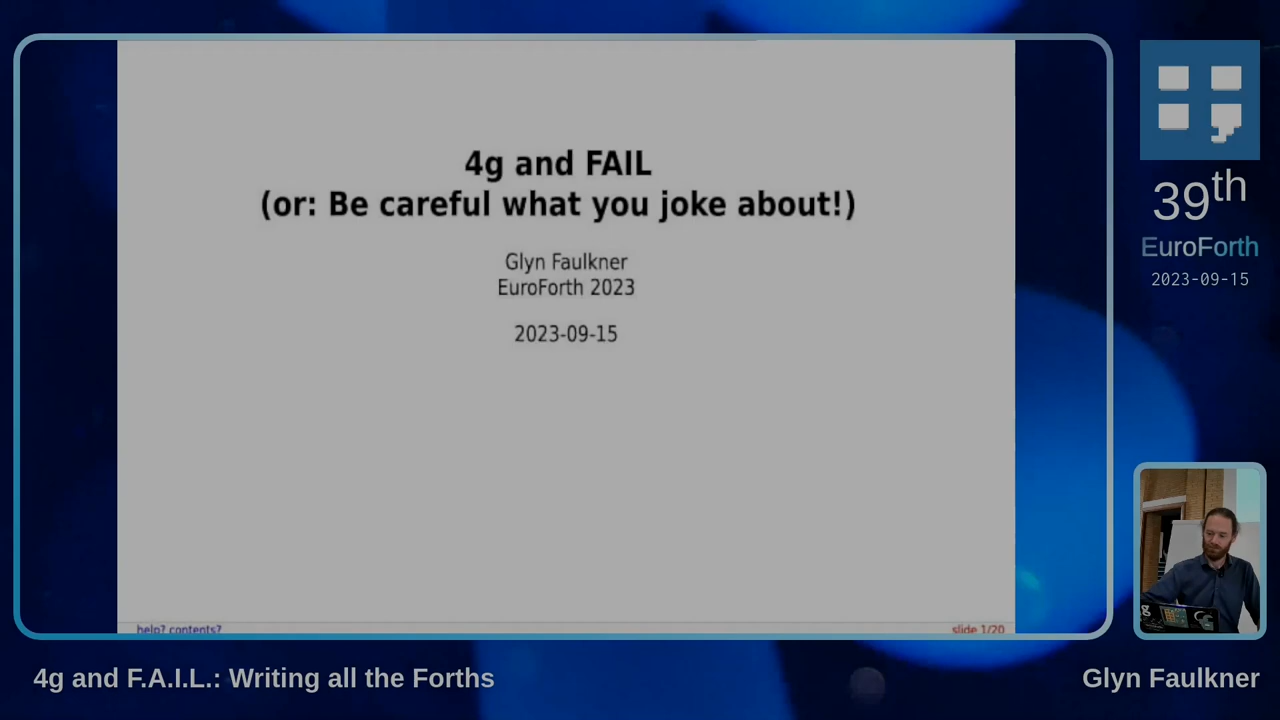 4g and FAIL
(or: Be careful what you joke about!)
Glyn Faulkner
EuroForth 2023
2023-09-15
help? contents?
slide 1/20
39th
EuroForth
2023-09-15
4g and F.A.I.L.: Writing all the Forths
Glyn Faulkner